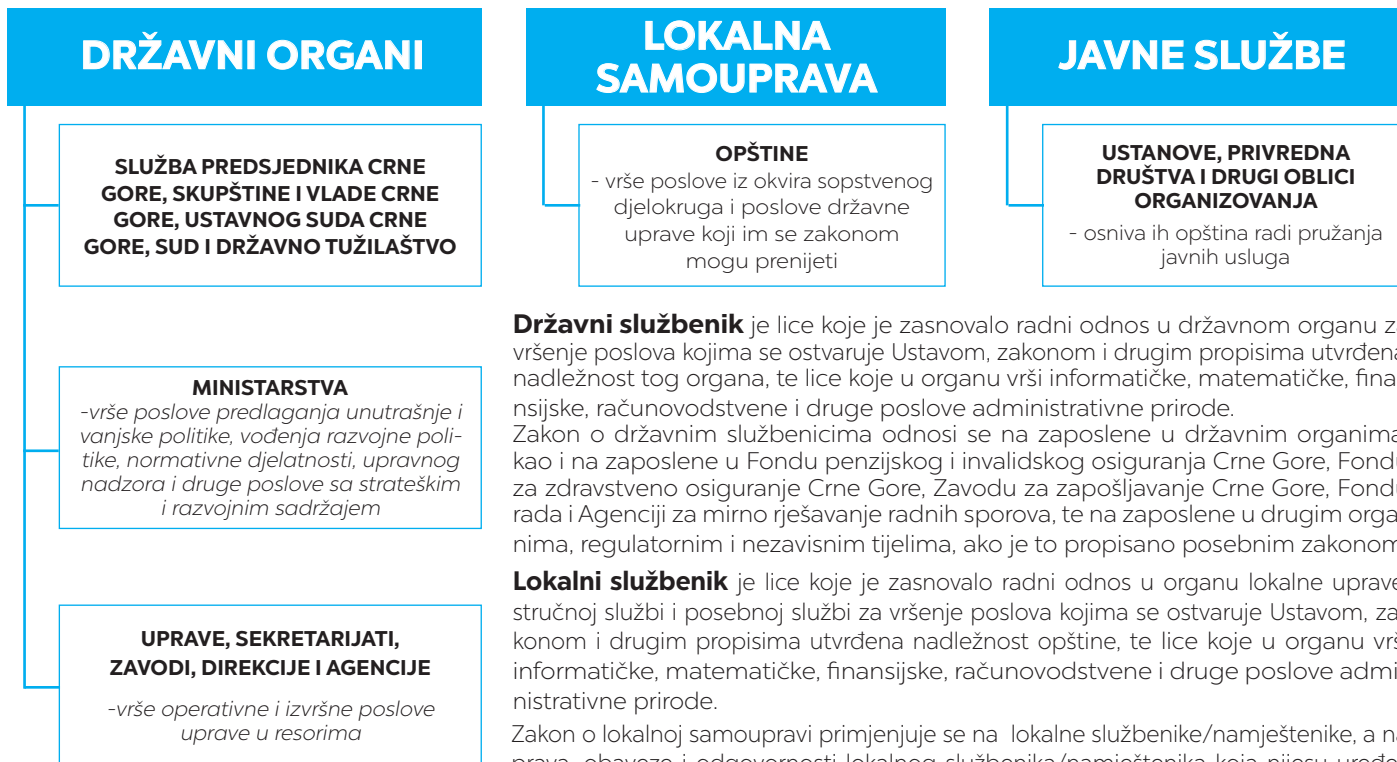 DRŽAVNI ORGANI
SLUŽBA PREDSJEDNIKA CRNE
GORE, SKUPŠTINE I VLADE CRNE
GORE, USTAVNOG SUDA CRNE
GORE, SUD I DRŽAVNO TUŽILAŠTVO
MINISTARSTVA
-vrše poslove predlaganja unutrašnje i
vanjske politike, vođenja razvojne poli-
tike, normativne djelatnosti, upravnog
nadzora i druge poslove sa strateškim
i razvojnim sadržajem
UPRAVE, SEKRETARIJATI,
ZAVODI, DIREKCIJE I AGENCIJE
-vrše operativne i izvršne poslove
uprave u resorima
LOKALNA
SAMOUPRAVA
OPŠTINE
- vrše poslove iz okvira sopstvenog
djelokruga i poslove državne
uprave koji im se zakonom
mogu prenijeti
JAVNE SLUŽBE
USTANOVE, PRIVREDNA
DRUŠTVA I DRUGI OBLICI
ORGANIZOVANJA
- osniva ih opština radi pružanja
javnih usluga
Državni službenik je lice koje je zasnovalo radni odnos u državnom organu z
vršenje poslova kojima se ostvaruje Ustavom, zakonom i drugim propisima utvrđena
nadležnost tog organa, te lice koje u organu vrši informatičke, matematičke, fina
nsijske, računovodstvene i druge poslove administrativne prirode.
Zakon o državnim službenicima odnosi se na zaposlene u državnim organima
kao i na zaposlene u Fondu penzijskog i invalidskog osiguranja Crne Gore, Fondu
za zdravstveno osiguranje Crne Gore, Zavodu za zapošljavanje Crne Gore, Fondu
rada i Agenciji za mirno rješavanje radnih sporova, te na zaposlene u drugim orga
nima, regulatornim i nezavisnim tijelima, ako je to propisano posebnim zakonom
Lokalni službenik je lice koje je zasnovalo radni odnos u organu lokalne uprave
stručnoj službi i posebnoj službi za vršenje poslova kojima se ostvaruje Ustavom, za
konom i drugim propisima utvrđena nadležnost opštine, te lice koje u organu vrš
informatičke, matematičke, finansijske, računovodstvene i druge poslove admi
nistrativne prirode.
Zakon o lokalnoj samoupravi primjenjuje se na lokalne službenike/namještenike, a na
prava, obaveze i odgovornosti lokalnog službenika/namještenika koja nijesu uređe